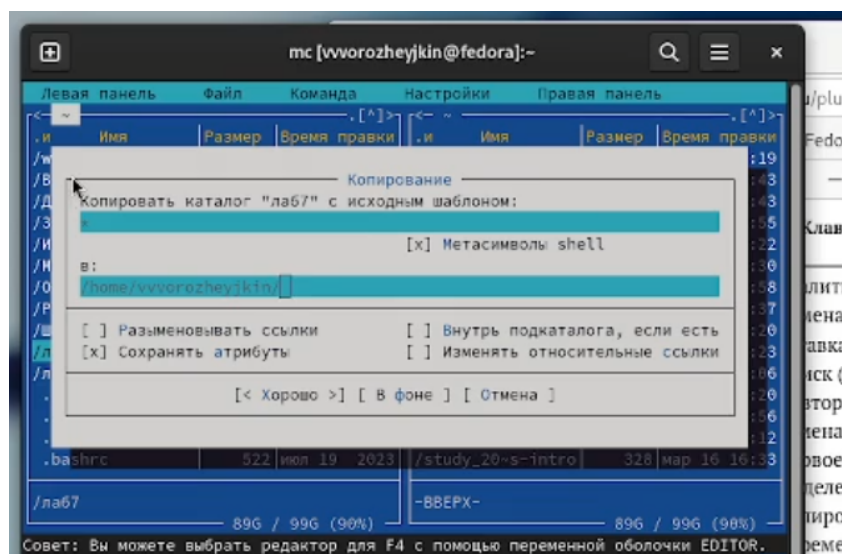 mc [vvvorozheyjkin@fedora]:~
Левая панель Файл Команда Настройки Правая панель
<— ~ .[^]> <— ~ .[^]>
.и Имя Размер Время правки .и Имя Размер Время правки
:19
:43
Копирование
Копировать каталог "лаб7" с исходным шаблоном:
*
[x] Метасимволы shell
в:
/home/vvvorozheyjkin/
[ ] Разыменовывать ссылки [ ] Внутрь подкаталога, если есть
[x] Сохранять атрибуты [ ] Изменять относительные ссылки
[< Хорошо >] [ В фоне ] [ Отмена ]
.bashrc 522 июл 19 2023 /study_20~s-intro 328 мар 16 16:33
/лаб7 -ВВЕРХ-
89G / 99G (90%) 89G / 99G (90%)
Совет: Вы можете выбрать редактор для F4 с помощью переменной оболочки EDITOR.